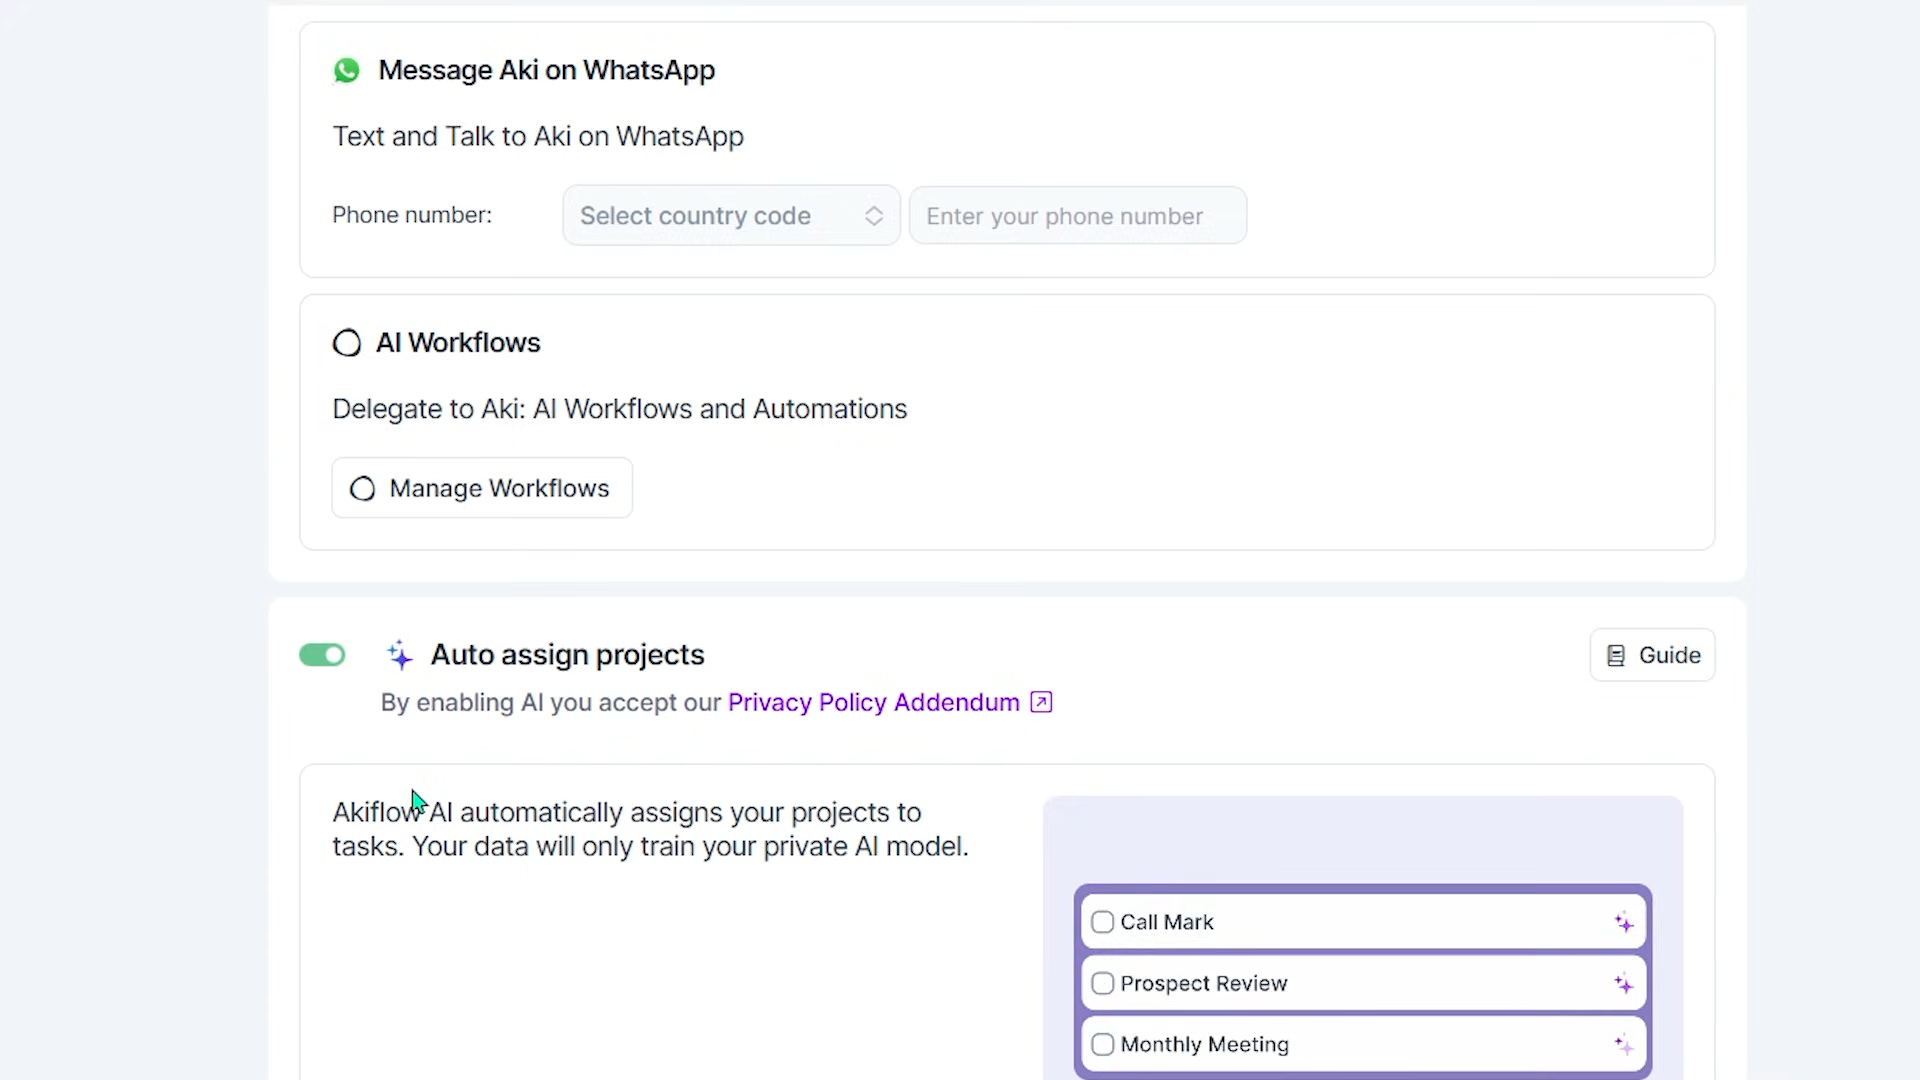 Message Aki on WhatsApp
Text and Talk to Aki on WhatsApp
Phone number:
Select country code
Enter your phone number
AI Workflows
Delegate to Aki: AI Workflows and Automations
Manage Workflows
Auto assign projects
Guide
By enabling AI you accept our Privacy Policy Addendum
Akiflow AI automatically assigns your projects to
tasks. Your data will only train your private AI model.
Call Mark
Prospect Review
Monthly Meeting